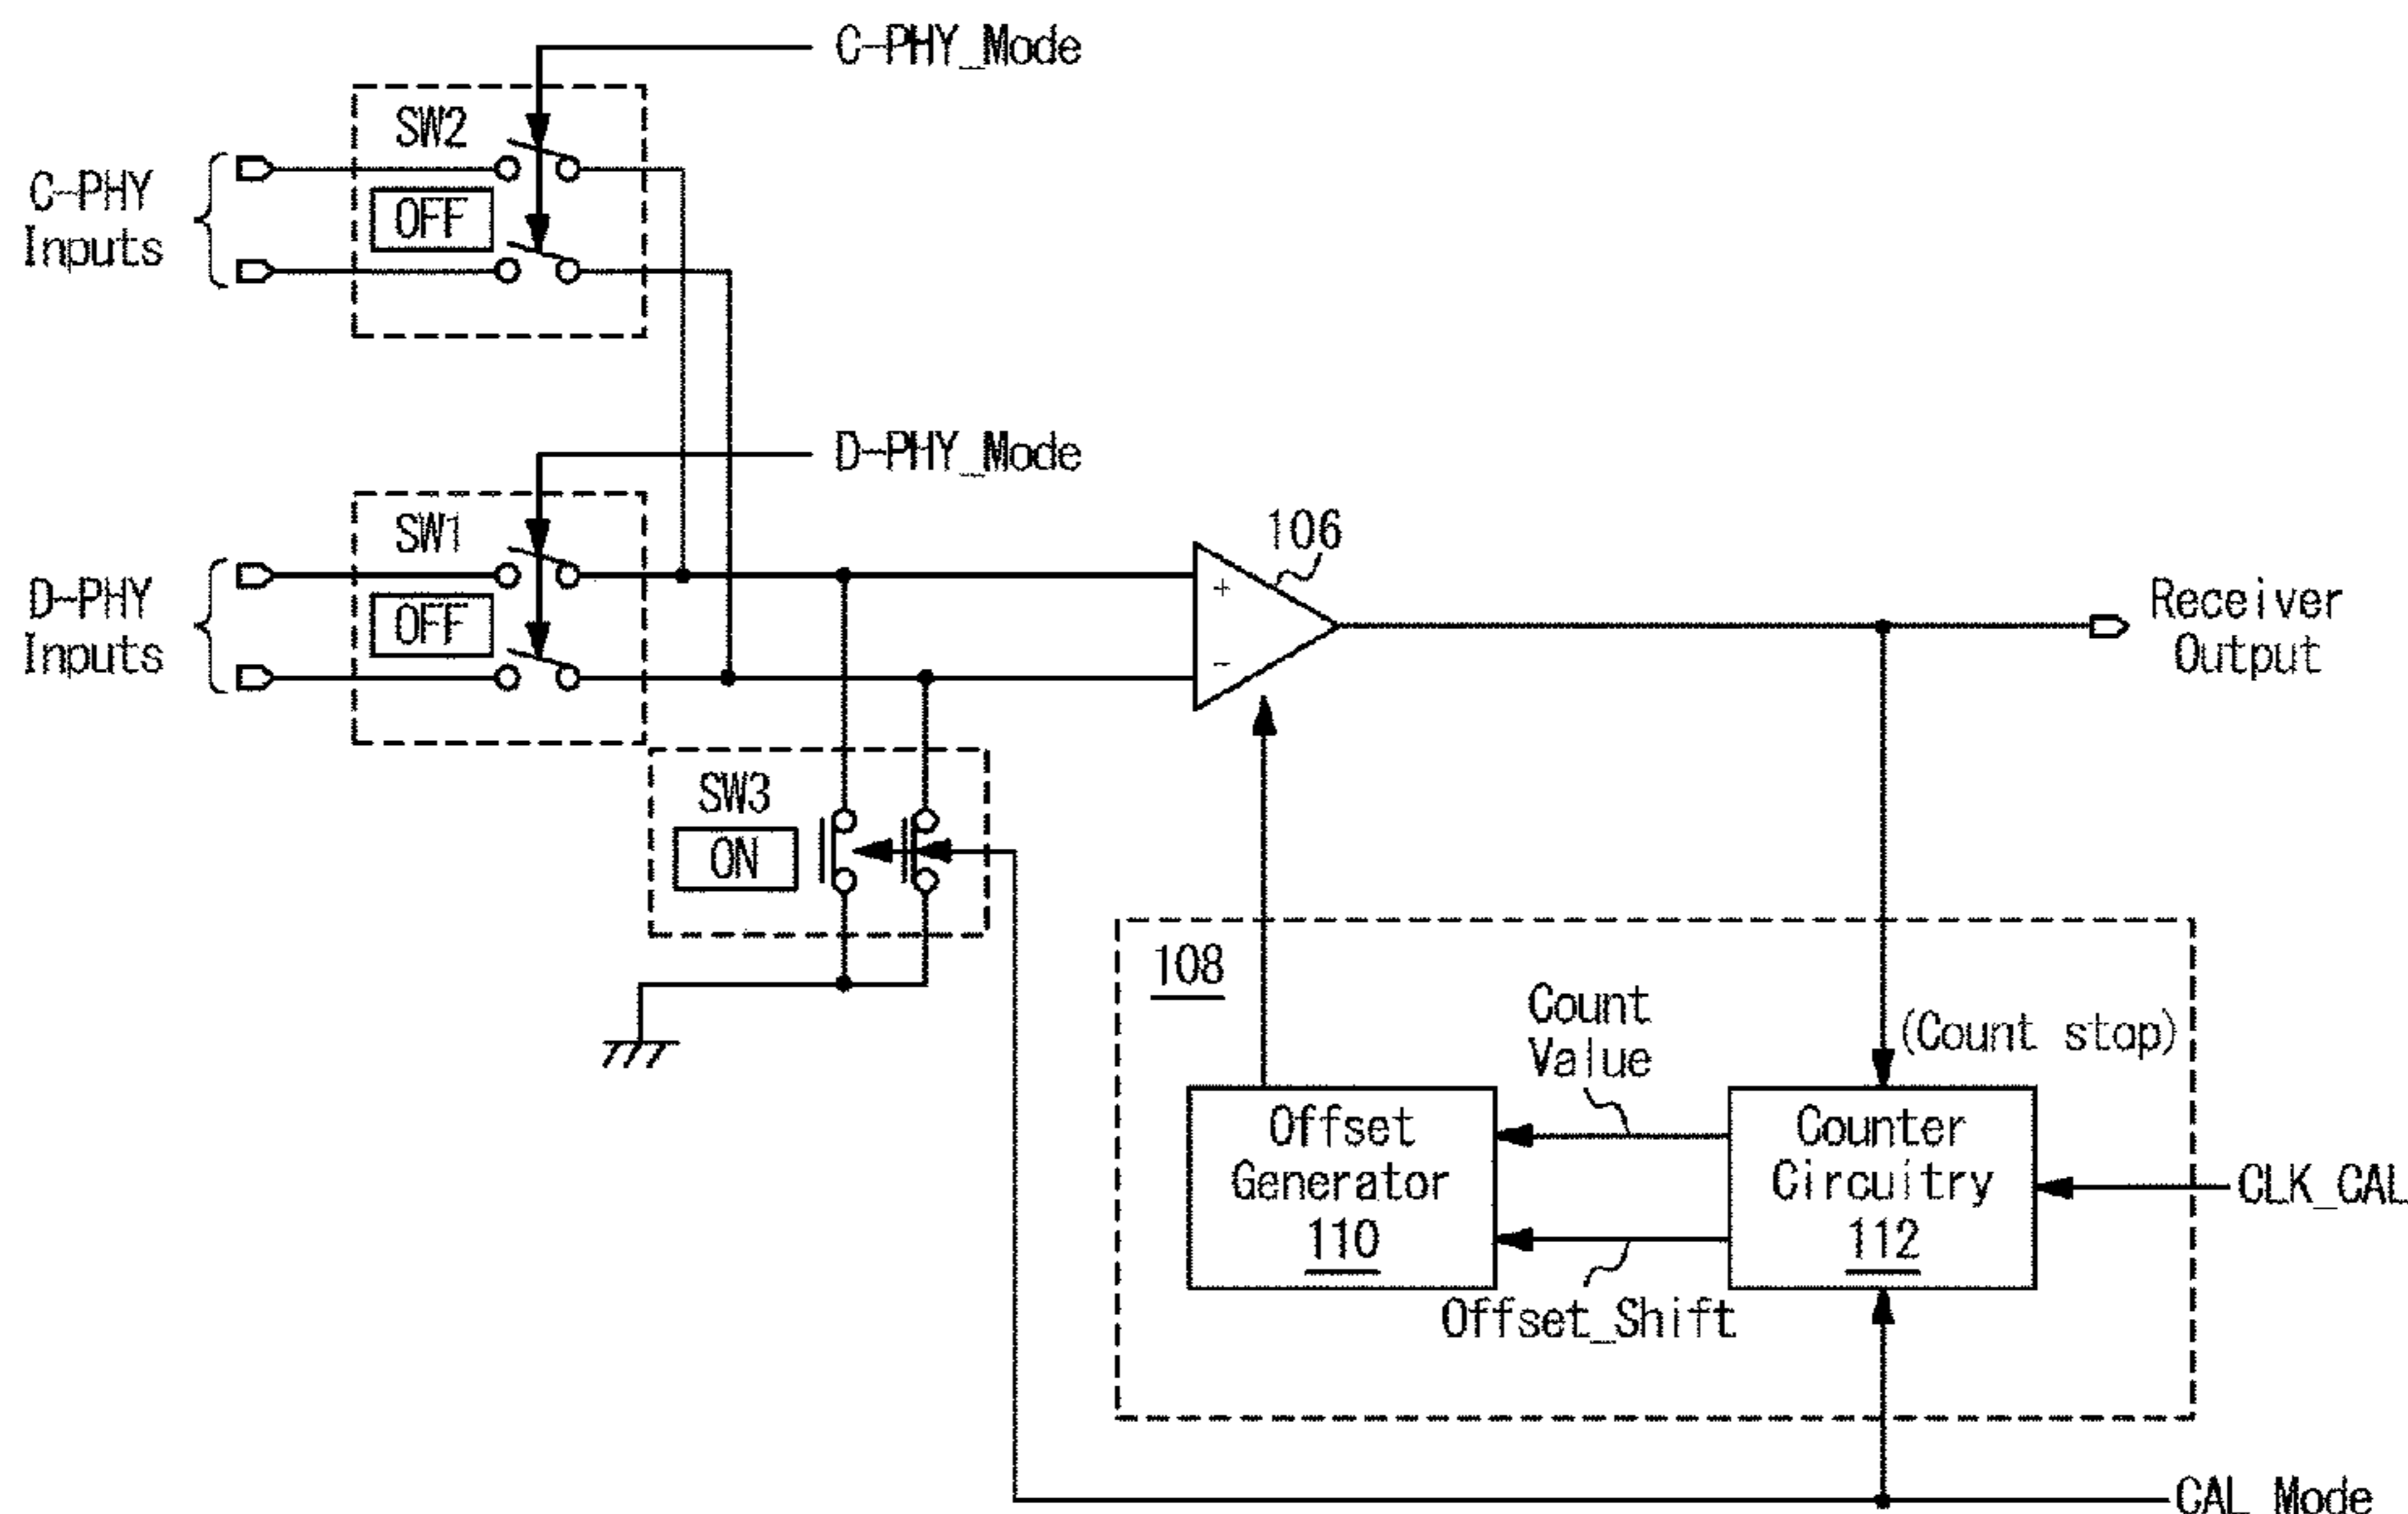 C-PHY_Mode
SW2
C-PHY
Inputs
OFF
D-PHY_Mode
SW1
D-PHY
Inputs
OFF
106
+
−
Receiver
Output
SW3
ON
108
Count
Value
(Count stop)
Offset
Generator
110
Counter
Circuitry
112
CLK_CAL
Offset_Shift
CAL_Mode